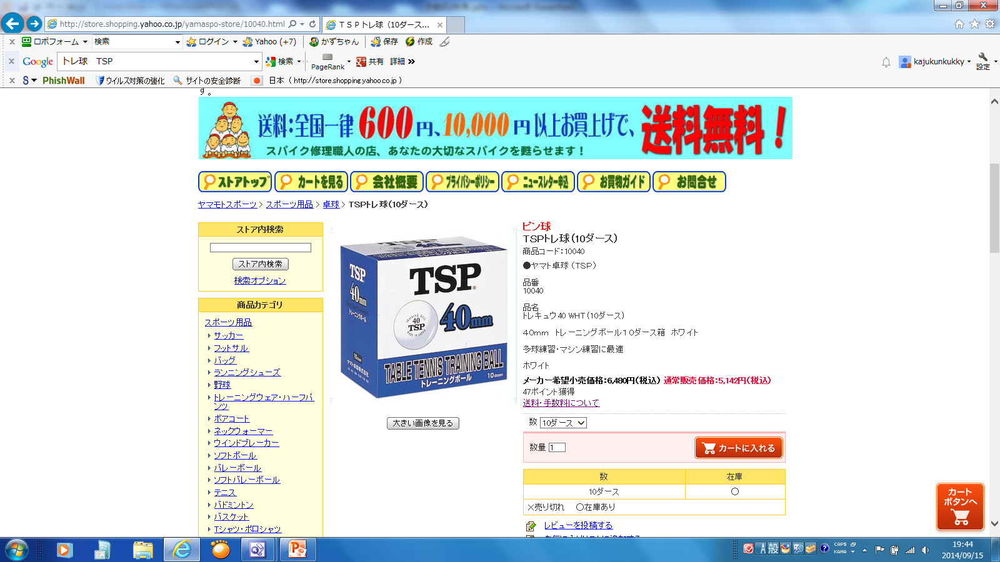 http://store.shopping.yahoo.co.jp/yamaspo-store/10040.html
ＴＳＰトレ球（10ダース...
ロボフォーム
検索
ログイン
Yahoo (+7)
かずちゃん
保存
作成
Google
トレ球　TSP
検索
PageRank
共有
詳細
kajukunkukky
設定
PhishWall
ウイルス対策の強化
サイトの安全診断
日本 ( http://store.shopping.yahoo.co.jp )
す。
送料:全国一律600円、10,000円以上お買上げで、送料無料!
スパイク修理職人の店、あなたの大切なスパイクを甦らせます!
ストアトップ
カートを見る
会社概要
プライバシーポリシー
ニュースレター申込
お買物ガイド
お問合せ
ヤマモトスポーツ > スポーツ用品 > 卓球 > TSPトレ球(10ダース)
ストア内検索
ストア内検索
検索オプション
商品カテゴリ
スポーツ用品
サッカー
フットサル
バッグ
ランニングシューズ
野球
トレーニングウェア・ハーフパンツ
ボアコート
ネックウォーマー
ウインドブレーカー
ソフトボール
バレーボール
ソフトバレーボール
テニス
バドミントン
バスケット
Tシャツ・ポロシャツ
TSP
40mm
トレーニングボール
TSP
40mm
40
TSP
TABLE TENNIS TRAINING BALL
トレーニングボール
10 dozen
大きい画像を見る
ピン球
TSPトレ球(10ダース)
商品コード:10040
●ヤマト卓球（TSP）
品番
10040
品名
トレキュウ40 WHT(10ダース)
40mm　トレーニングボール１０ダース箱　ホワイト
多球練習・マシン練習に最適
ホワイト
メーカー希望小売価格:6,480円(税込) 通常販売価格:5,142円(税込)
47ポイント獲得
送料・手数料について
数 10ダース
数量 1
カートに入れる
数
在庫
10ダース
○
×売り切れ　○在庫あり
レビューを投稿する
カート
ボタンへ
A般
CAPS
KANA
19:44
2014/09/15